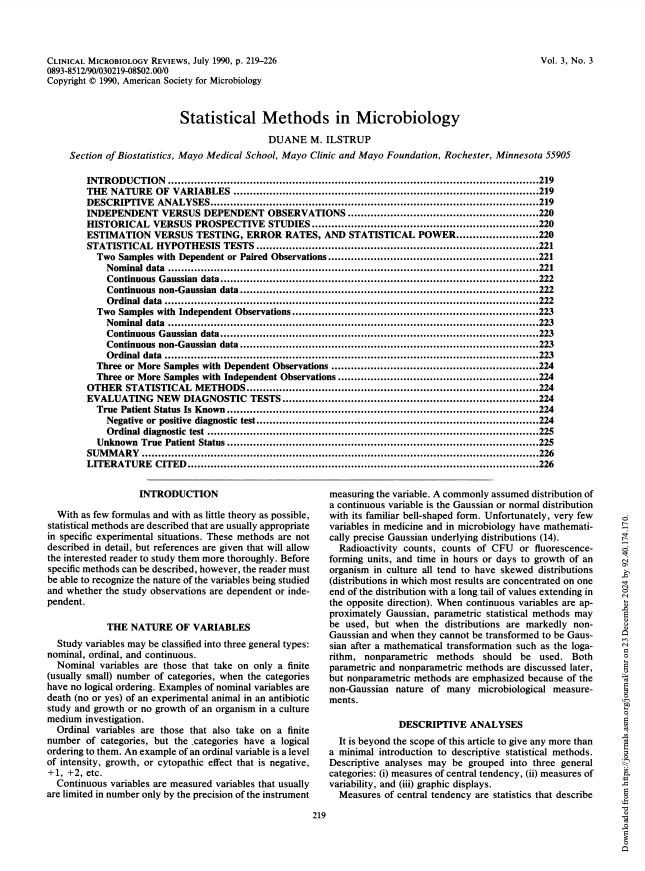 CLINICAL MICROBIOLOGY REVIEWS, July 1990, p. 219–226
0893-8512/90/030219-08$02.00/0
Copyright © 1990, American Society for Microbiology
Vol. 3, No. 3
Statistical Methods in Microbiology
DUANE M. ILSTRUP
Section of Biostatistics, Mayo Medical School, Mayo Clinic and Mayo Foundation, Rochester, Minnesota 55905
INTRODUCTION ........219
THE NATURE OF VARIABLES ........219
DESCRIPTIVE ANALYSES........219
INDEPENDENT VERSUS DEPENDENT OBSERVATIONS ........220
HISTORICAL VERSUS PROSPECTIVE STUDIES........220
ESTIMATION VERSUS TESTING, ERROR RATES, AND STATISTICAL POWER........220
STATISTICAL HYPOTHESIS TESTS ........221
Two Samples with Dependent or Paired Observations........221
Nominal data ........221
Continuous Gaussian data........222
Continuous non-Gaussian data........222
Ordinal data ........222
Two Samples with Independent Observations........223
Nominal data ........223
Continuous Gaussian data........223
Continuous non-Gaussian data........223
Ordinal data ........223
Three or More Samples with Dependent Observations ........224
Three or More Samples with Independent Observations ........224
OTHER STATISTICAL METHODS........224
EVALUATING NEW DIAGNOSTIC TESTS........224
True Patient Status Is Known........224
Negative or positive diagnostic test........224
Ordinal diagnostic test ........225
Unknown True Patient Status ........225
SUMMARY ........226
LITERATURE CITED........226
INTRODUCTION
With as few formulas and with as little theory as possible,
statistical methods are described that are usually appropriate
in specific experimental situations. These methods are not
described in detail, but references are given that will allow
the interested reader to study them more thoroughly. Before
specific methods can be described, however, the reader must
be able to recognize the nature of the variables being studied
and whether the study observations are dependent or inde-
pendent.
THE NATURE OF VARIABLES
Study variables may be classified into three general types:
nominal, ordinal, and continuous.
Nominal variables are those that take on only a finite
(usually small) number of categories, when the categories
have no logical ordering. Examples of nominal variables are
death (no or yes) of an experimental animal in an antibiotic
study and growth or no growth of an organism in a culture
medium investigation.
Ordinal variables are those that also take on a finite
number of categories, but the categories have a logical
ordering to them. An example of an ordinal variable is a level
of intensity, growth, or cytopathic effect that is negative,
+1, +2, etc.
Continuous variables are measured variables that usually
are limited in number only by the precision of the instrument
measuring the variable. A commonly assumed distribution of
a continuous variable is the Gaussian or normal distribution
with its familiar bell-shaped form. Unfortunately, very few
variables in medicine and in microbiology have mathemati-
cally precise Gaussian underlying distributions (14).
Radioactivity counts, counts of CFU or fluorescence-
forming units, and time in hours or days to growth of an
organism in culture all tend to have skewed distributions
(distributions in which most results are concentrated on one
end of the distribution with a long tail of values extending in
the opposite direction). When continuous variables are ap-
proximately Gaussian, parametric statistical methods may
be used, but when the distributions are markedly non-
Gaussian and when they cannot be transformed to be Gaus-
sian after a mathematical transformation such as the loga-
rithm, nonparametric methods should be used. Both
parametric and nonparametric methods are discussed later,
but nonparametric methods are emphasized because of the
non-Gaussian nature of many microbiological measure-
ments.
DESCRIPTIVE ANALYSES
It is beyond the scope of this article to give any more than
a minimal introduction to descriptive statistical methods.
Descriptive analyses may be grouped into three general
categories: (i) measures of central tendency, (ii) measures of
variability, and (iii) graphic displays.
Measures of central tendency are statistics that describe
219
Downloaded from https://journals.asm.org/journal/cmr on 23 December 2024 by 92.40.174.170.